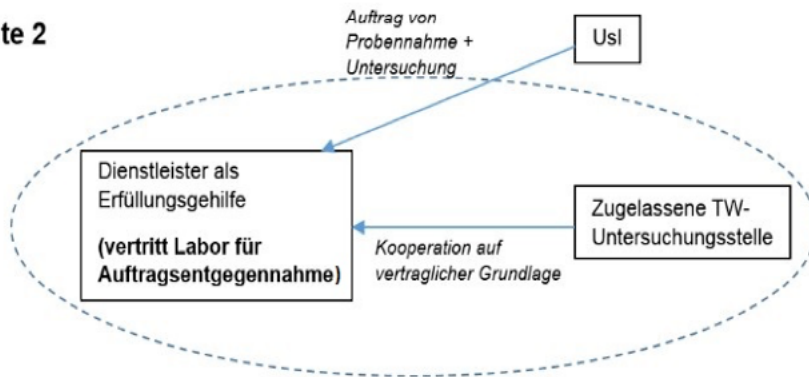 te 2
Auftrag von
Probennahme +
Untersuchung
UsI
Dienstleister als
Erfüllungsgehilfe
(vertritt Labor für
Auftragsentgegennahme)
Kooperation auf
vertraglicher Grundlage
Zugelassene TW-
Untersuchungsstelle